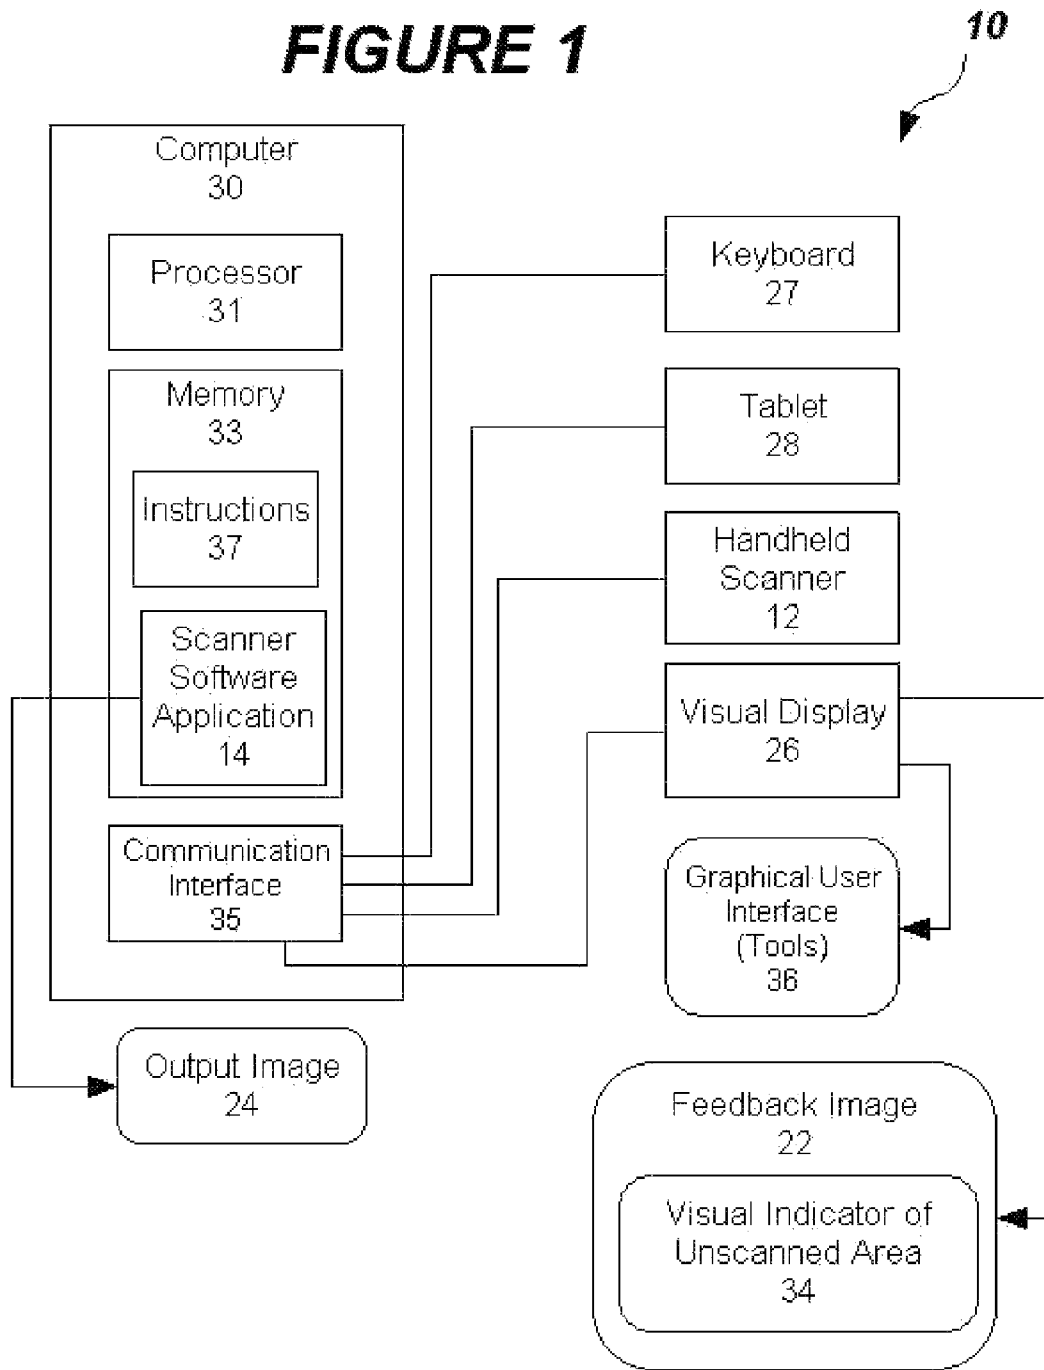 FIGURE 1
10
Computer
30
Processor
31
Memory
33
Instructions
37
Scanner
Software
Application
14
Communication
Interface
35
Output Image
24
Keyboard
27
Tablet
28
Handheld
Scanner
12
Visual Display
26
Graphical User
Interface
(Tools)
36
Feedback Image
22
Visual Indicator of
Unscanned Area
34